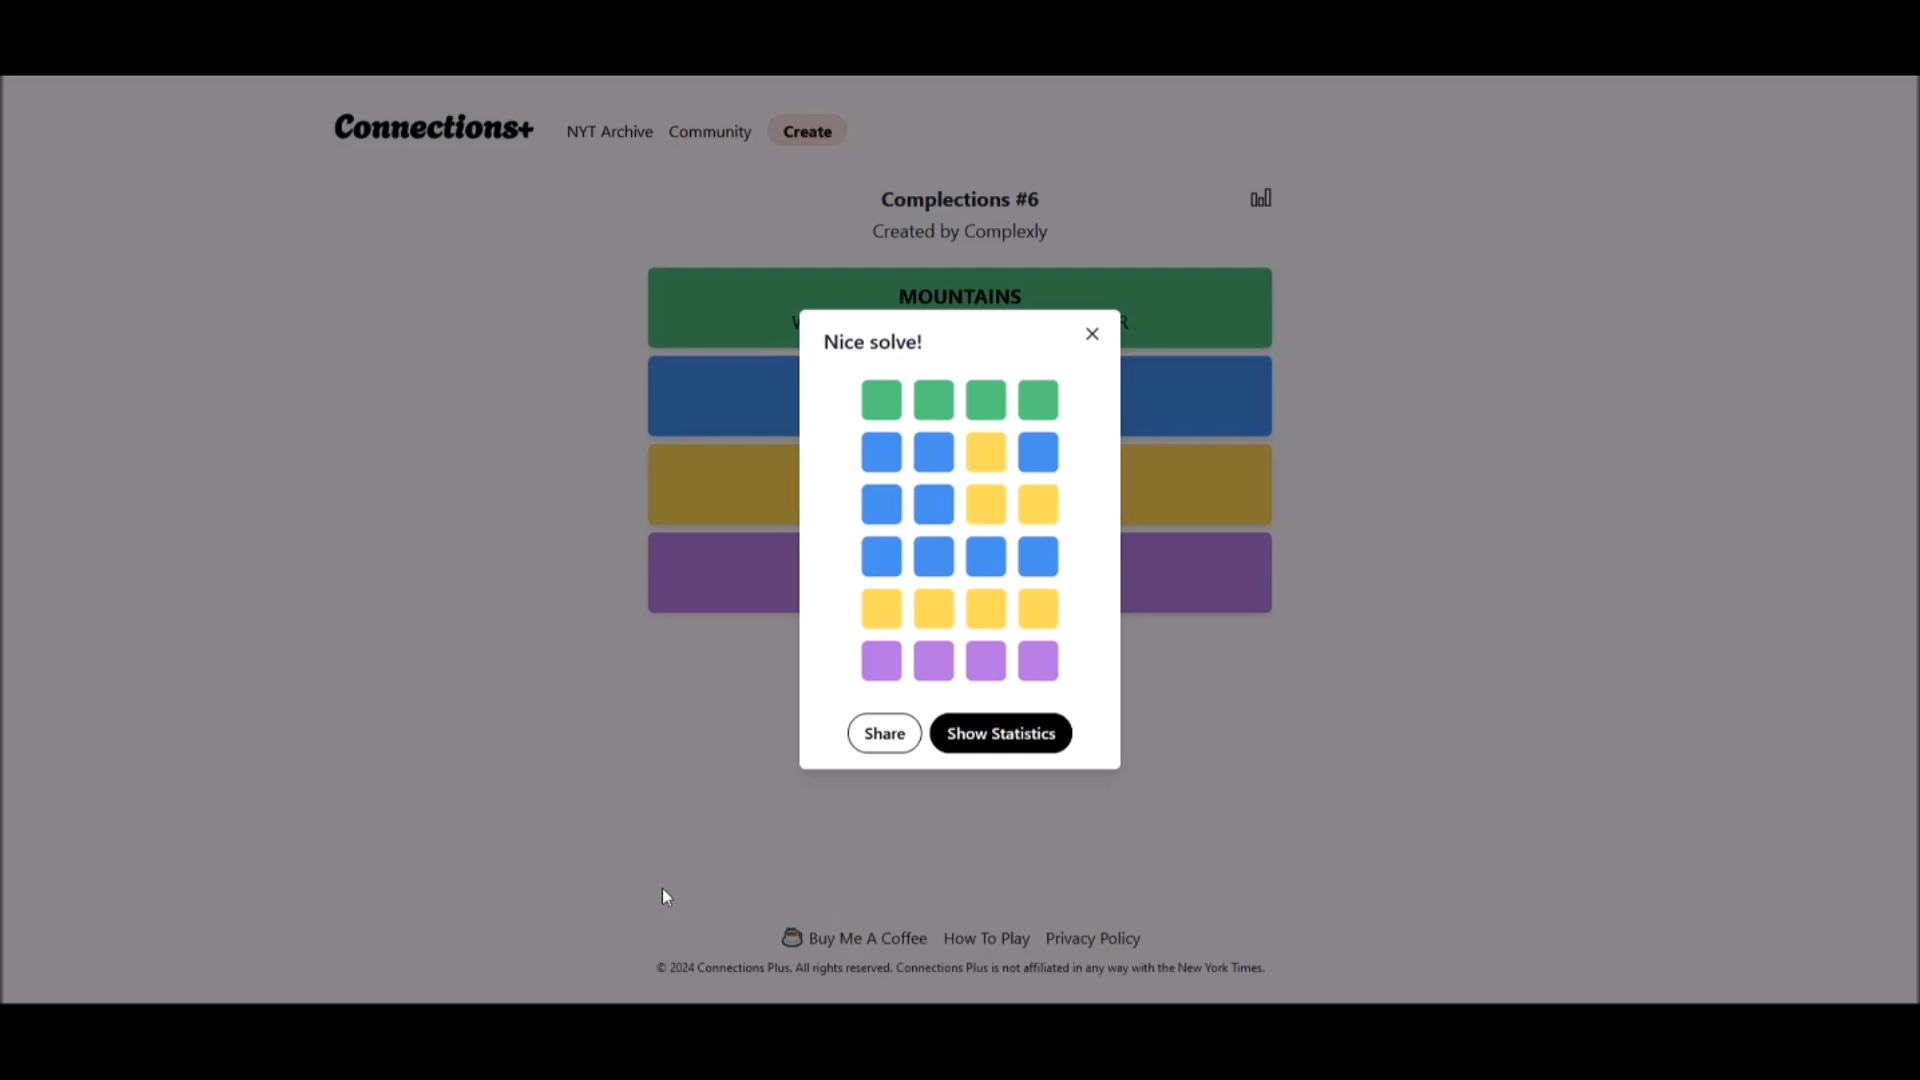 Connections+
NYT Archive Community Create
Complections #6
Created by Complexly
MOUNTAINS
Nice solve!
Share Show Statistics
Buy Me A Coffee How To Play Privacy Policy
© 2024 Connections Plus. All rights reserved. Connections Plus is not affiliated in any way with the New York Times.